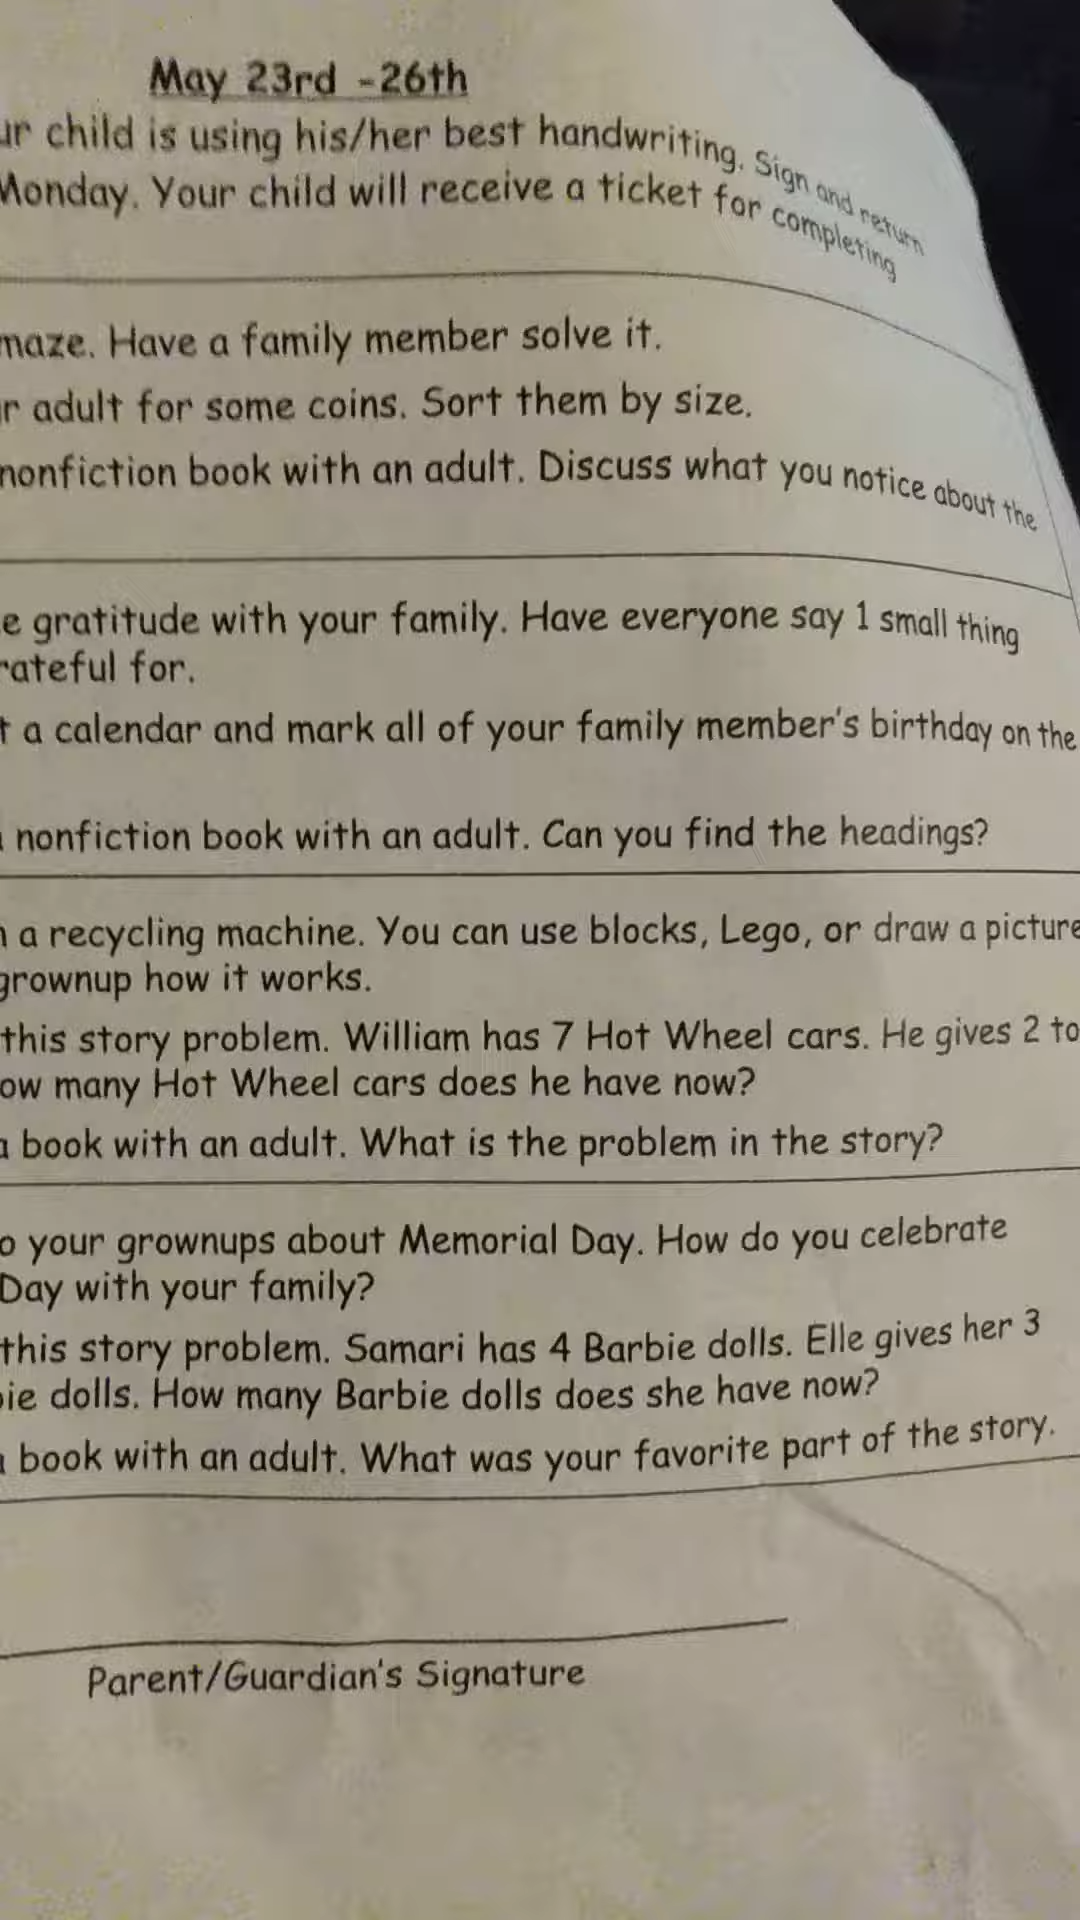 May 23rd - 26th
child is using his/her best handwriting. Sign and return
Monday. Your child will receive a ticket for completing
maze. Have a family member solve it.
adult for some coins. Sort them by size.
nonfiction book with an adult. Discuss what you notice about the
gratitude with your family. Have everyone say 1 small thing
for.
a calendar and mark all of your family member's birthday on the
nonfiction book with an adult. Can you find the headings?
a recycling machine. You can use blocks, Lego, or draw a picture
grownup how it works.
this story problem. William has 7 Hot Wheel cars. He gives 2 to
many Hot Wheel cars does he have now?
book with an adult. What is the problem in the story?
your grownups about Memorial Day. How do you celebrate
Day with your family?
this story problem. Samari has 4 Barbie dolls. Elle gives her 3
dolls. How many Barbie dolls does she have now?
book with an adult. What was your favorite part of the story.
Parent/Guardian's Signature